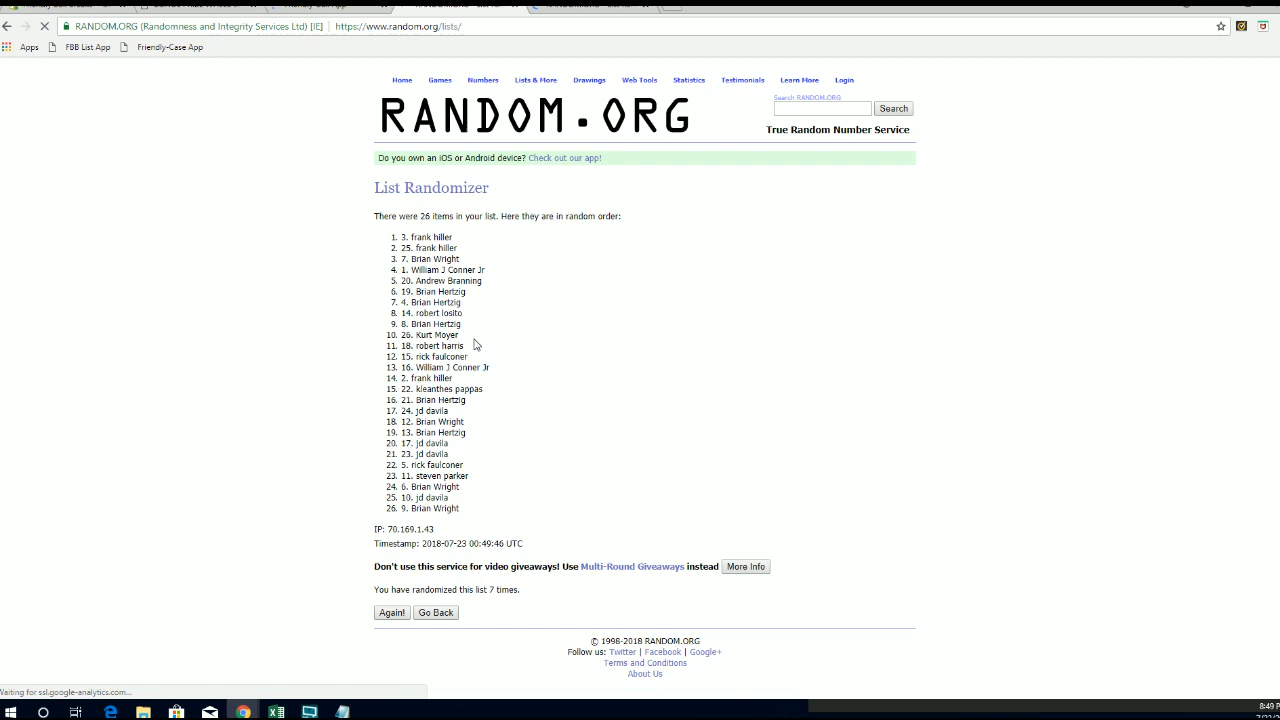 RANDOM.ORG (Randomness and Integrity Services Ltd) [IE] | https://www.random.org/lists/
Apps FBB List App Friendly-Case App
Home Games Numbers Lists & More Drawings Web Tools Statistics Testimonials Learn More Login
RANDOM.ORG
Search RANDOM.ORG
Search
True Random Number Service
Do you own an iOS or Android device? Check out our app!
List Randomizer
There were 26 items in your list. Here they are in random order:
1. 3. frank hiller
2. 25. frank hiller
3. 7. Brian Wright
4. 1. William J Conner Jr
5. 20. Andrew Branning
6. 19. Brian Hertzig
7. 4. Brian Hertzig
8. 14. robert losito
9. 8. Brian Hertzig
10. 26. Kurt Moyer
11. 18. robert harris
12. 15. rick faulconer
13. 16. William J Conner Jr
14. 2. frank hiller
15. 22. kleanthes pappas
16. 21. Brian Hertzig
17. 24. jd davila
18. 12. Brian Wright
19. 13. Brian Hertzig
20. 17. jd davila
21. 23. jd davila
22. 5. rick faulconer
23. 11. steven parker
24. 6. Brian Wright
25. 10. jd davila
26. 9. Brian Wright
IP: 70.169.1.43
Timestamp: 2018-07-23 00:49:46 UTC
Don't use this service for video giveaways! Use Multi-Round Giveaways instead More Info
You have randomized this list 7 times.
Again! Go Back
© 1998-2018 RANDOM.ORG
Follow us: Twitter | Facebook | Google+
Terms and Conditions
About Us
Waiting for ssl.google-analytics.com...
8:49